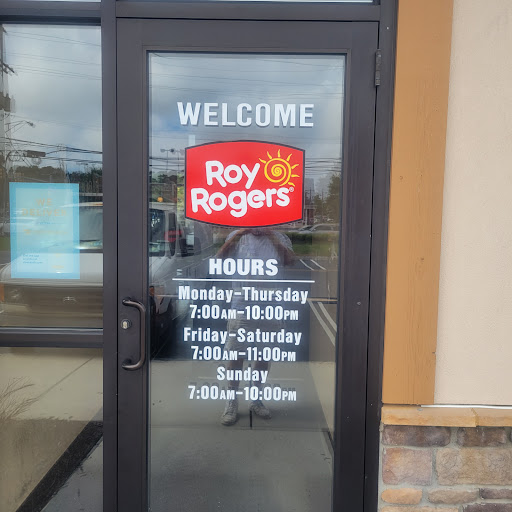 WELCOME
Roy
Rogers
HOURS
Monday-Thursday
7:00AM-10:00PM
Friday-Saturday
7:00AM-11:00PM
Sunday
7:00AM-10:00PM